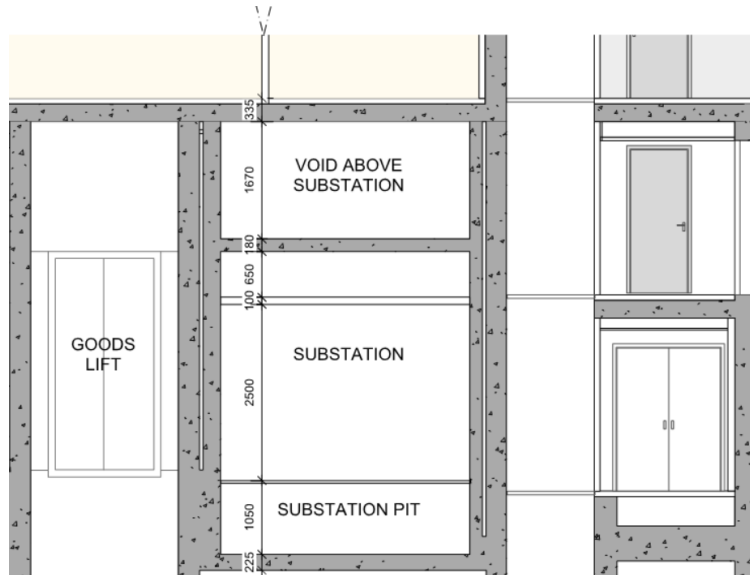 335
VOID ABOVE
SUBSTATION
1670
180
650
100
GOODS
LIFT
SUBSTATION
2500
SUBSTATION PIT
1050
225